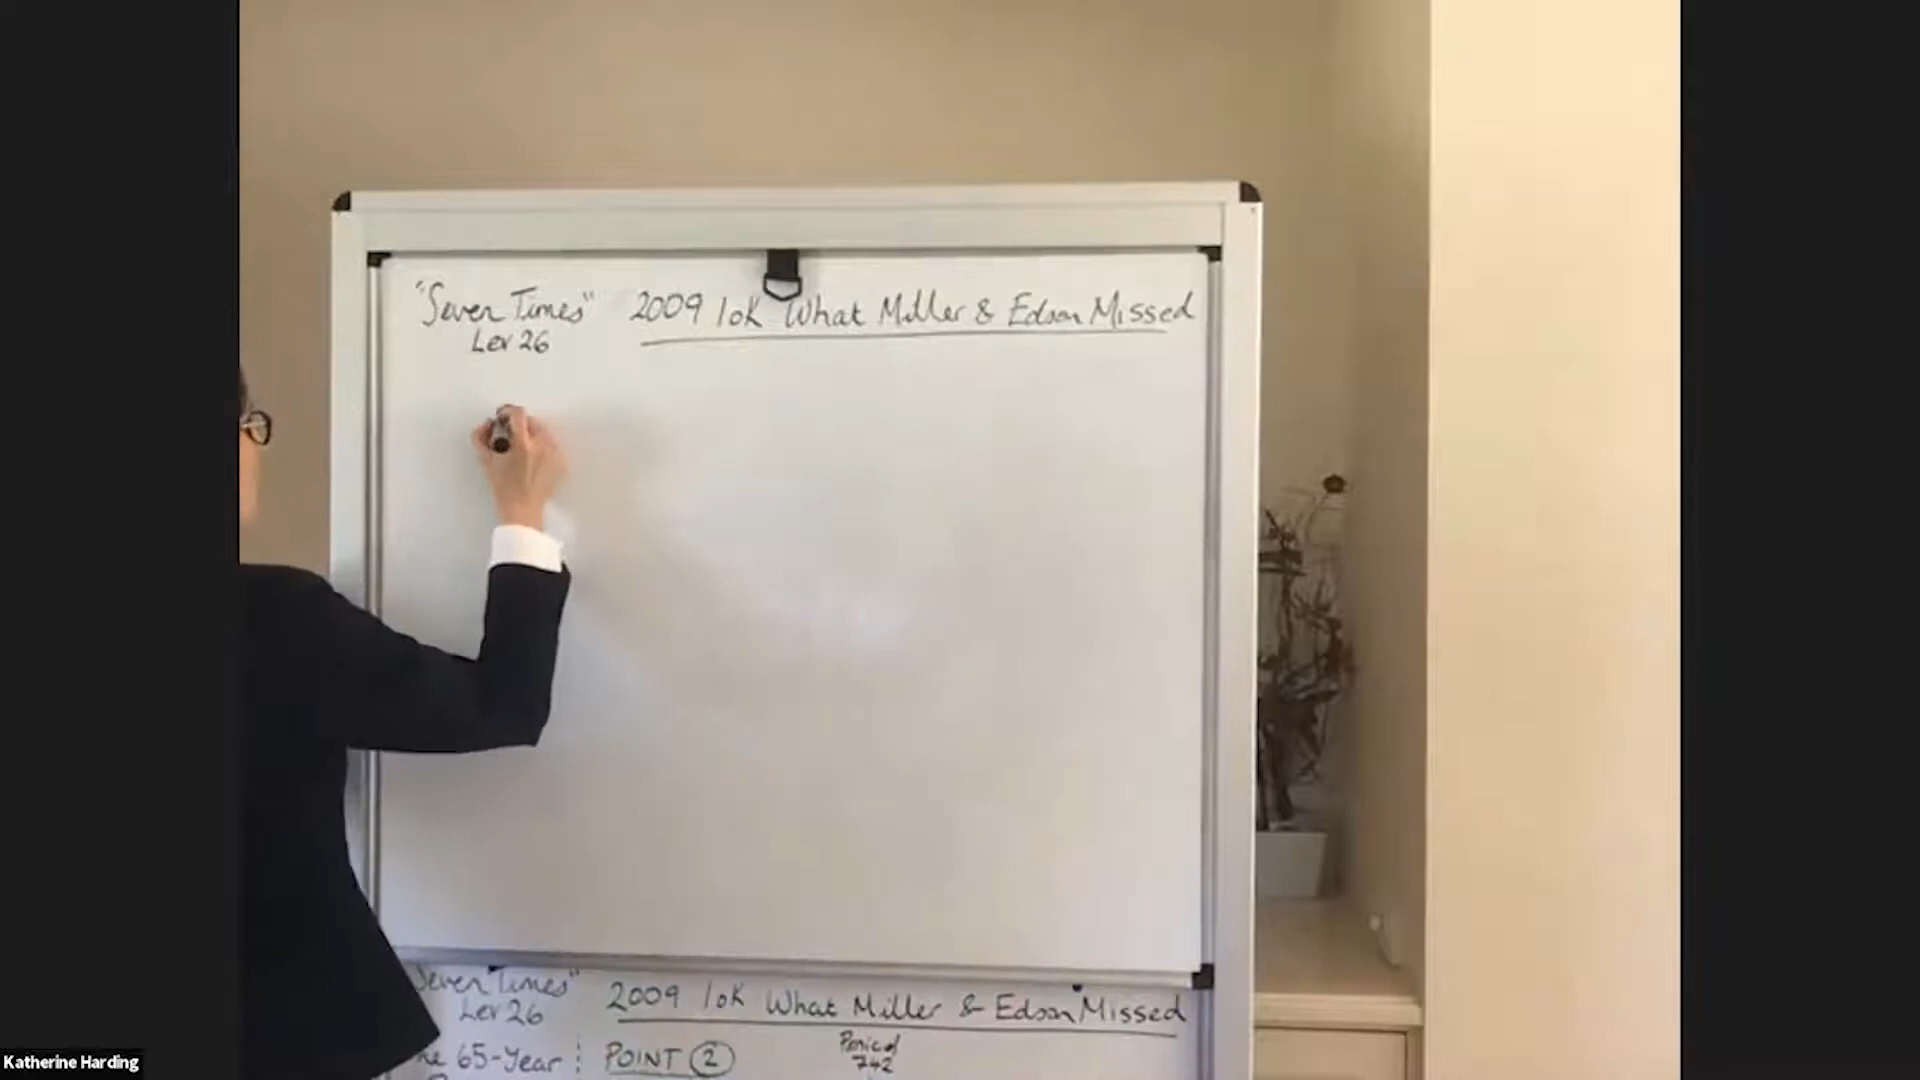 "Seven Times" 2009 10K What Miller & Edson Missed
Lev 26
Seven Times" 2009 10K What Miller & Edson Missed
Lev 26
65-Year POINT 2 Period
742
Katherine Harding